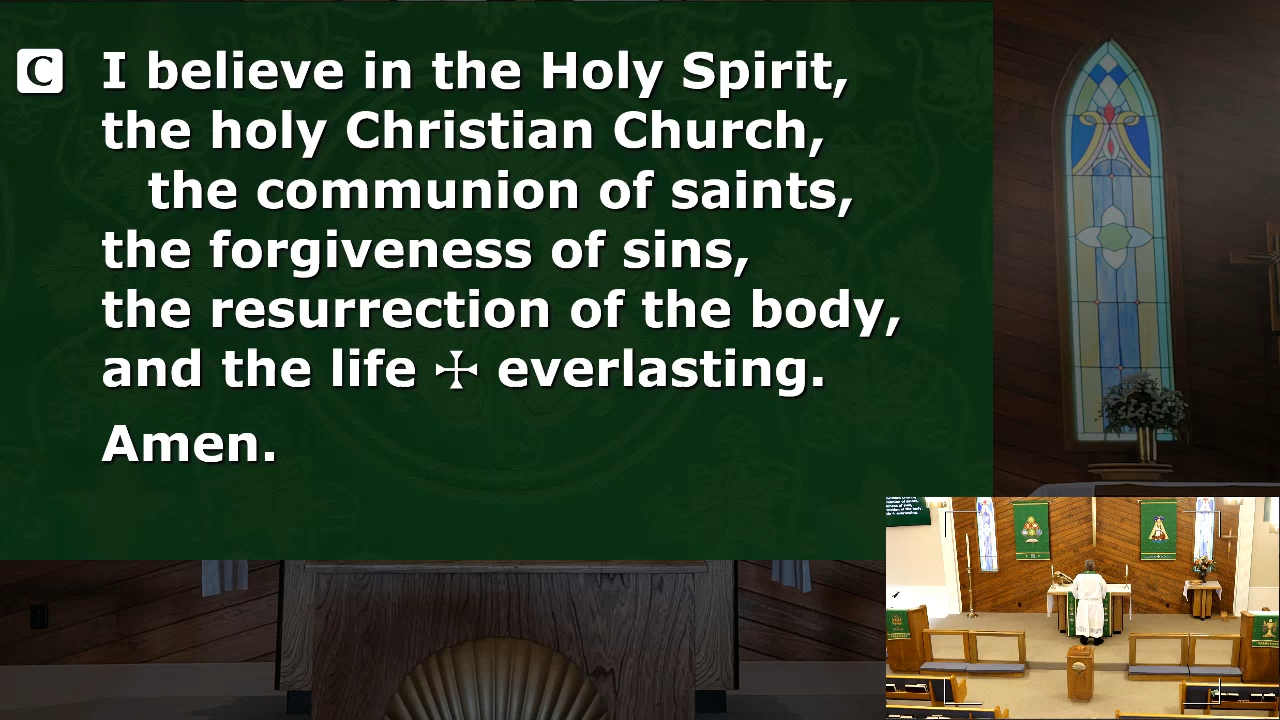 C I believe in the Holy Spirit,
the holy Christian Church,
the communion of saints,
the forgiveness of sins,
the resurrection of the body,
and the life ☩ everlasting.
Amen.